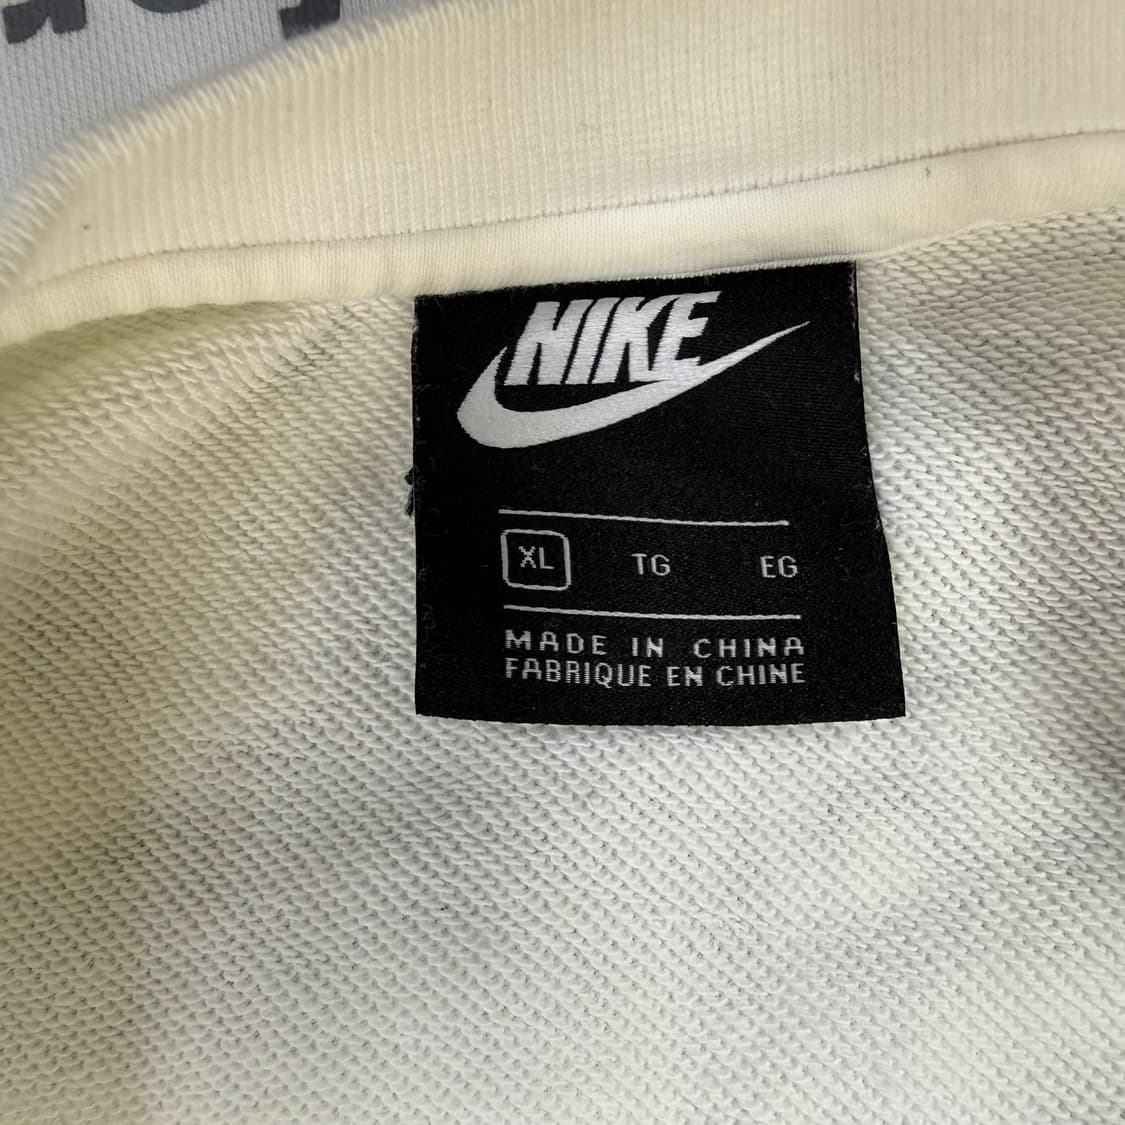 NIKE
XL TG EG
MADE IN CHINA
FABRIQUE EN CHINE